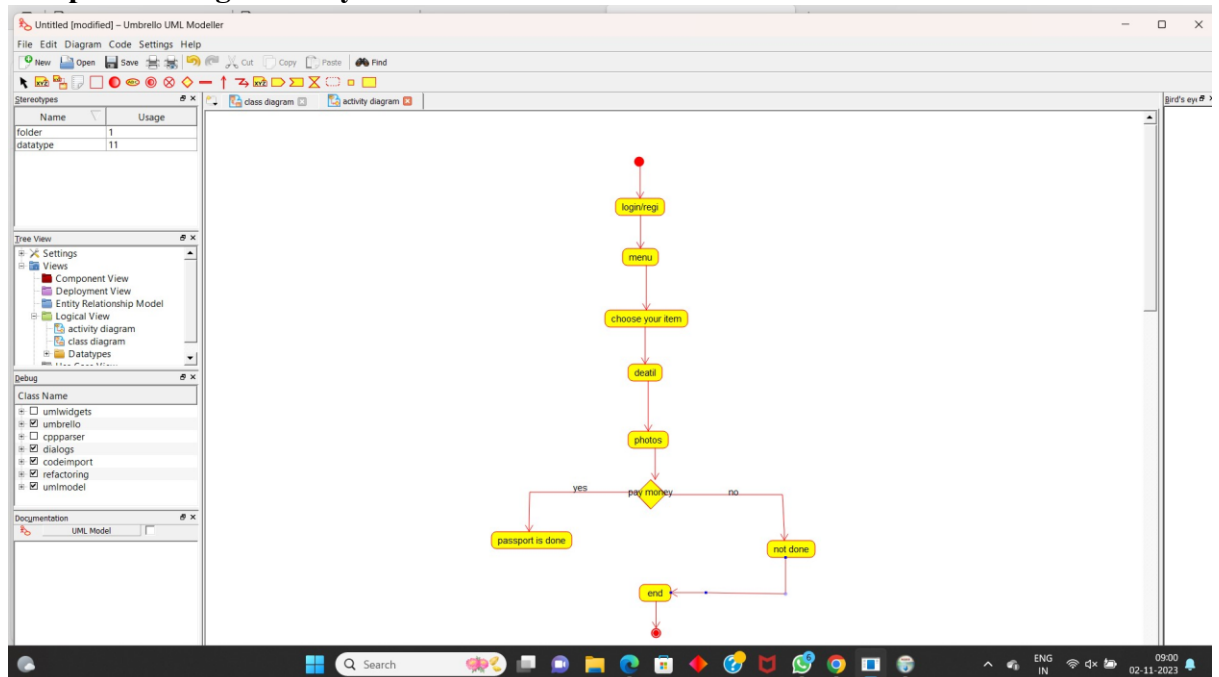 Untitled [modified] – Umbrello UML Modeller
File Edit Diagram Code Settings Help
New Open Save Cut Copy Paste Find
Stereotypes
class diagram
activity diagram
Bird's eye
Name Usage
folder 1
datatype 11
Tree View
Settings
Views
Component View
Deployment View
Entity Relationship Model
Logical View
activity diagram
class diagram
Datatypes
Debug
Class Name
umlwidgets
umbrello
cppparser
dialogs
codeimport
refactoring
umlmodel
Documentation
UML Model
login/regi
menu
choose your item
deatil
photos
yes
pay money
no
passport is done
not done
end
Search
ENG
IN
09:00
02-11-2023